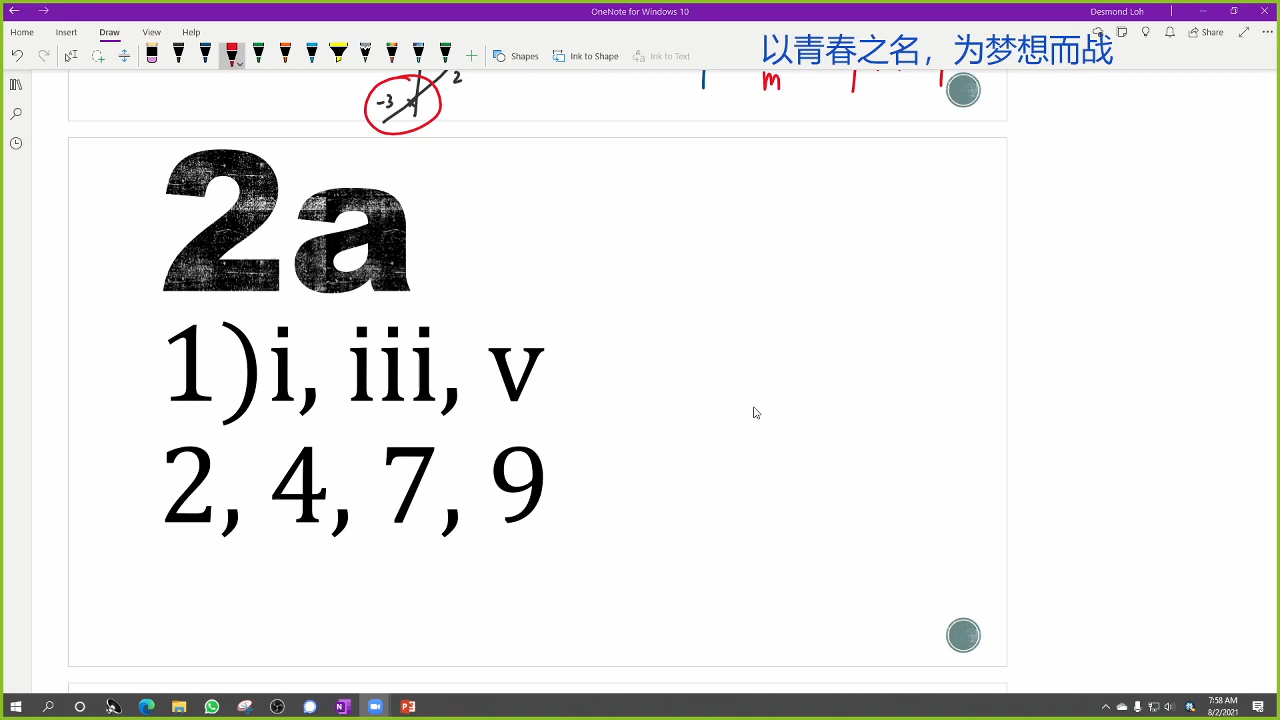 OneNote for Windows 10
Desmond Loh
Home Insert Draw View Help
Shapes Ink to Shape Ink to Text
Share
以青春之名，为梦想而战
-3
2
m
2a
1)i, iii, v
2, 4, 7, 9
7:58 AM
8/2/2021